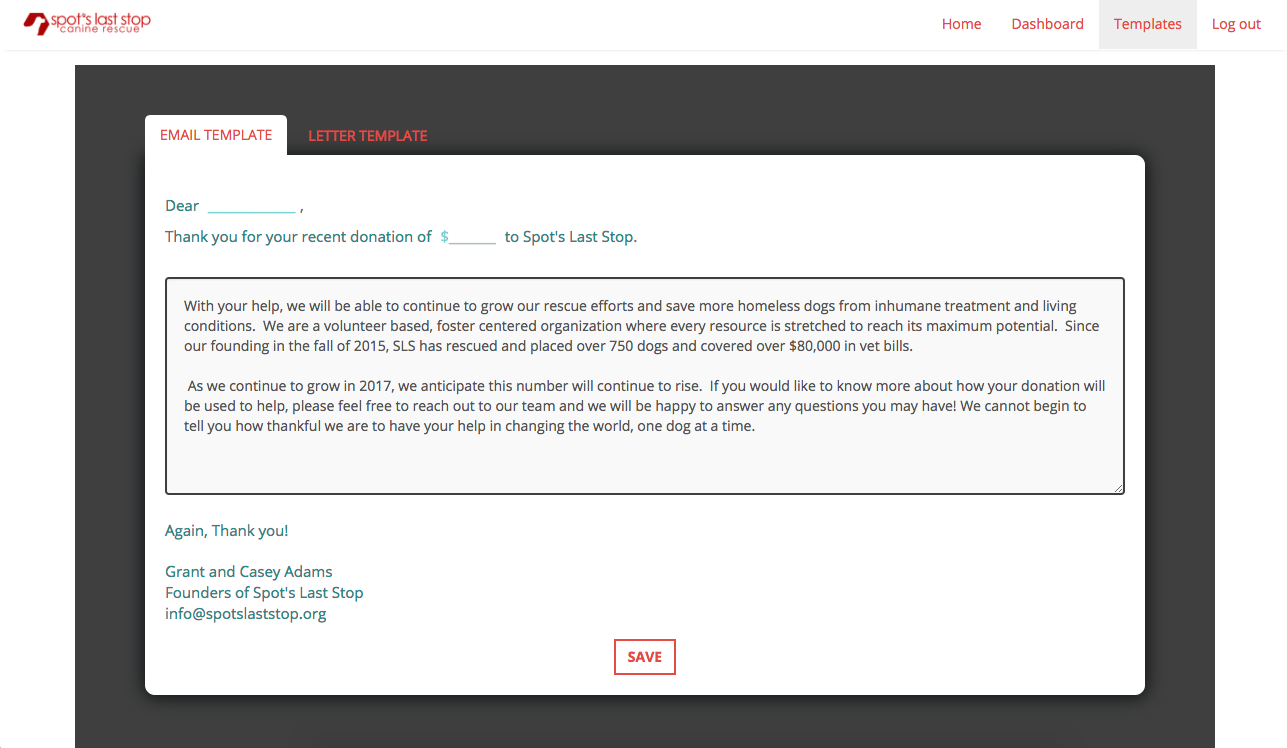 spot's last stop
canine rescue
Home Dashboard Templates Log out
EMAIL TEMPLATE LETTER TEMPLATE
Dear ____________ ,
Thank you for your recent donation of $______ to Spot's Last Stop.
With your help, we will be able to continue to grow our rescue efforts and save more homeless dogs from inhumane treatment and living
conditions.  We are a volunteer based, foster centered organization where every resource is stretched to reach its maximum potential.  Since
our founding in the fall of 2015, SLS has rescued and placed over 750 dogs and covered over $80,000 in vet bills.
As we continue to grow in 2017, we anticipate this number will continue to rise.  If you would like to know more about how your donation will
be used to help, please feel free to reach out to our team and we will be happy to answer any questions you may have! We cannot begin to
tell you how thankful we are to have your help in changing the world, one dog at a time.
Again, Thank you!
Grant and Casey Adams
Founders of Spot's Last Stop
info@spotslaststop.org
SAVE